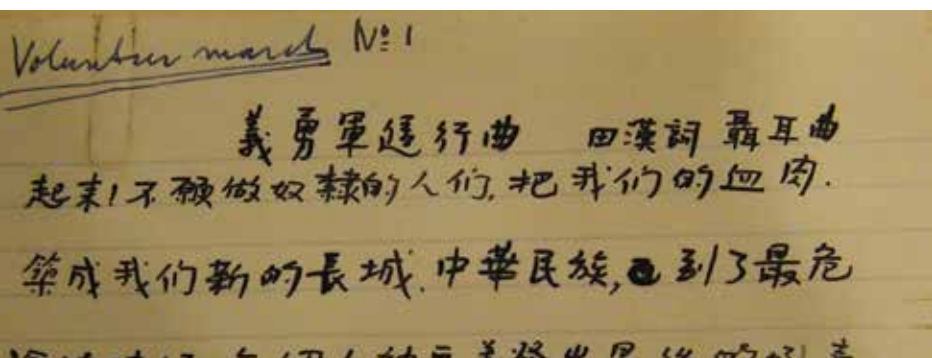 Volunteer march Nº 1
義勇軍進行曲 田漢詞 聶耳曲
起來!不願做奴隸的人们,把我们的血肉.
築成我们新的長城.中華民族,到了最危